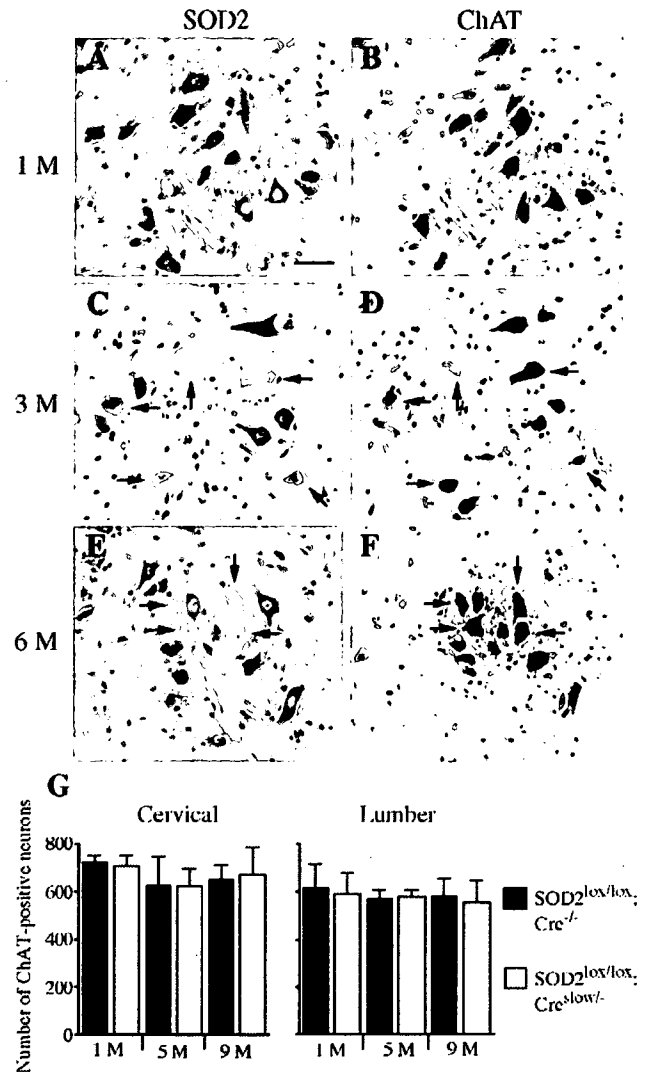 SOD2 ChAT
A B
1 M
C D
3 M
E F
6 M
G
Cervical Lumber
Number of ChAT-positive neurons
800
600
400
200
0
1 M 5 M 9 M 1 M 5 M 9 M
SOD2lox/lox;
Cre-/-
SOD2lox/lox;
Creslow/-